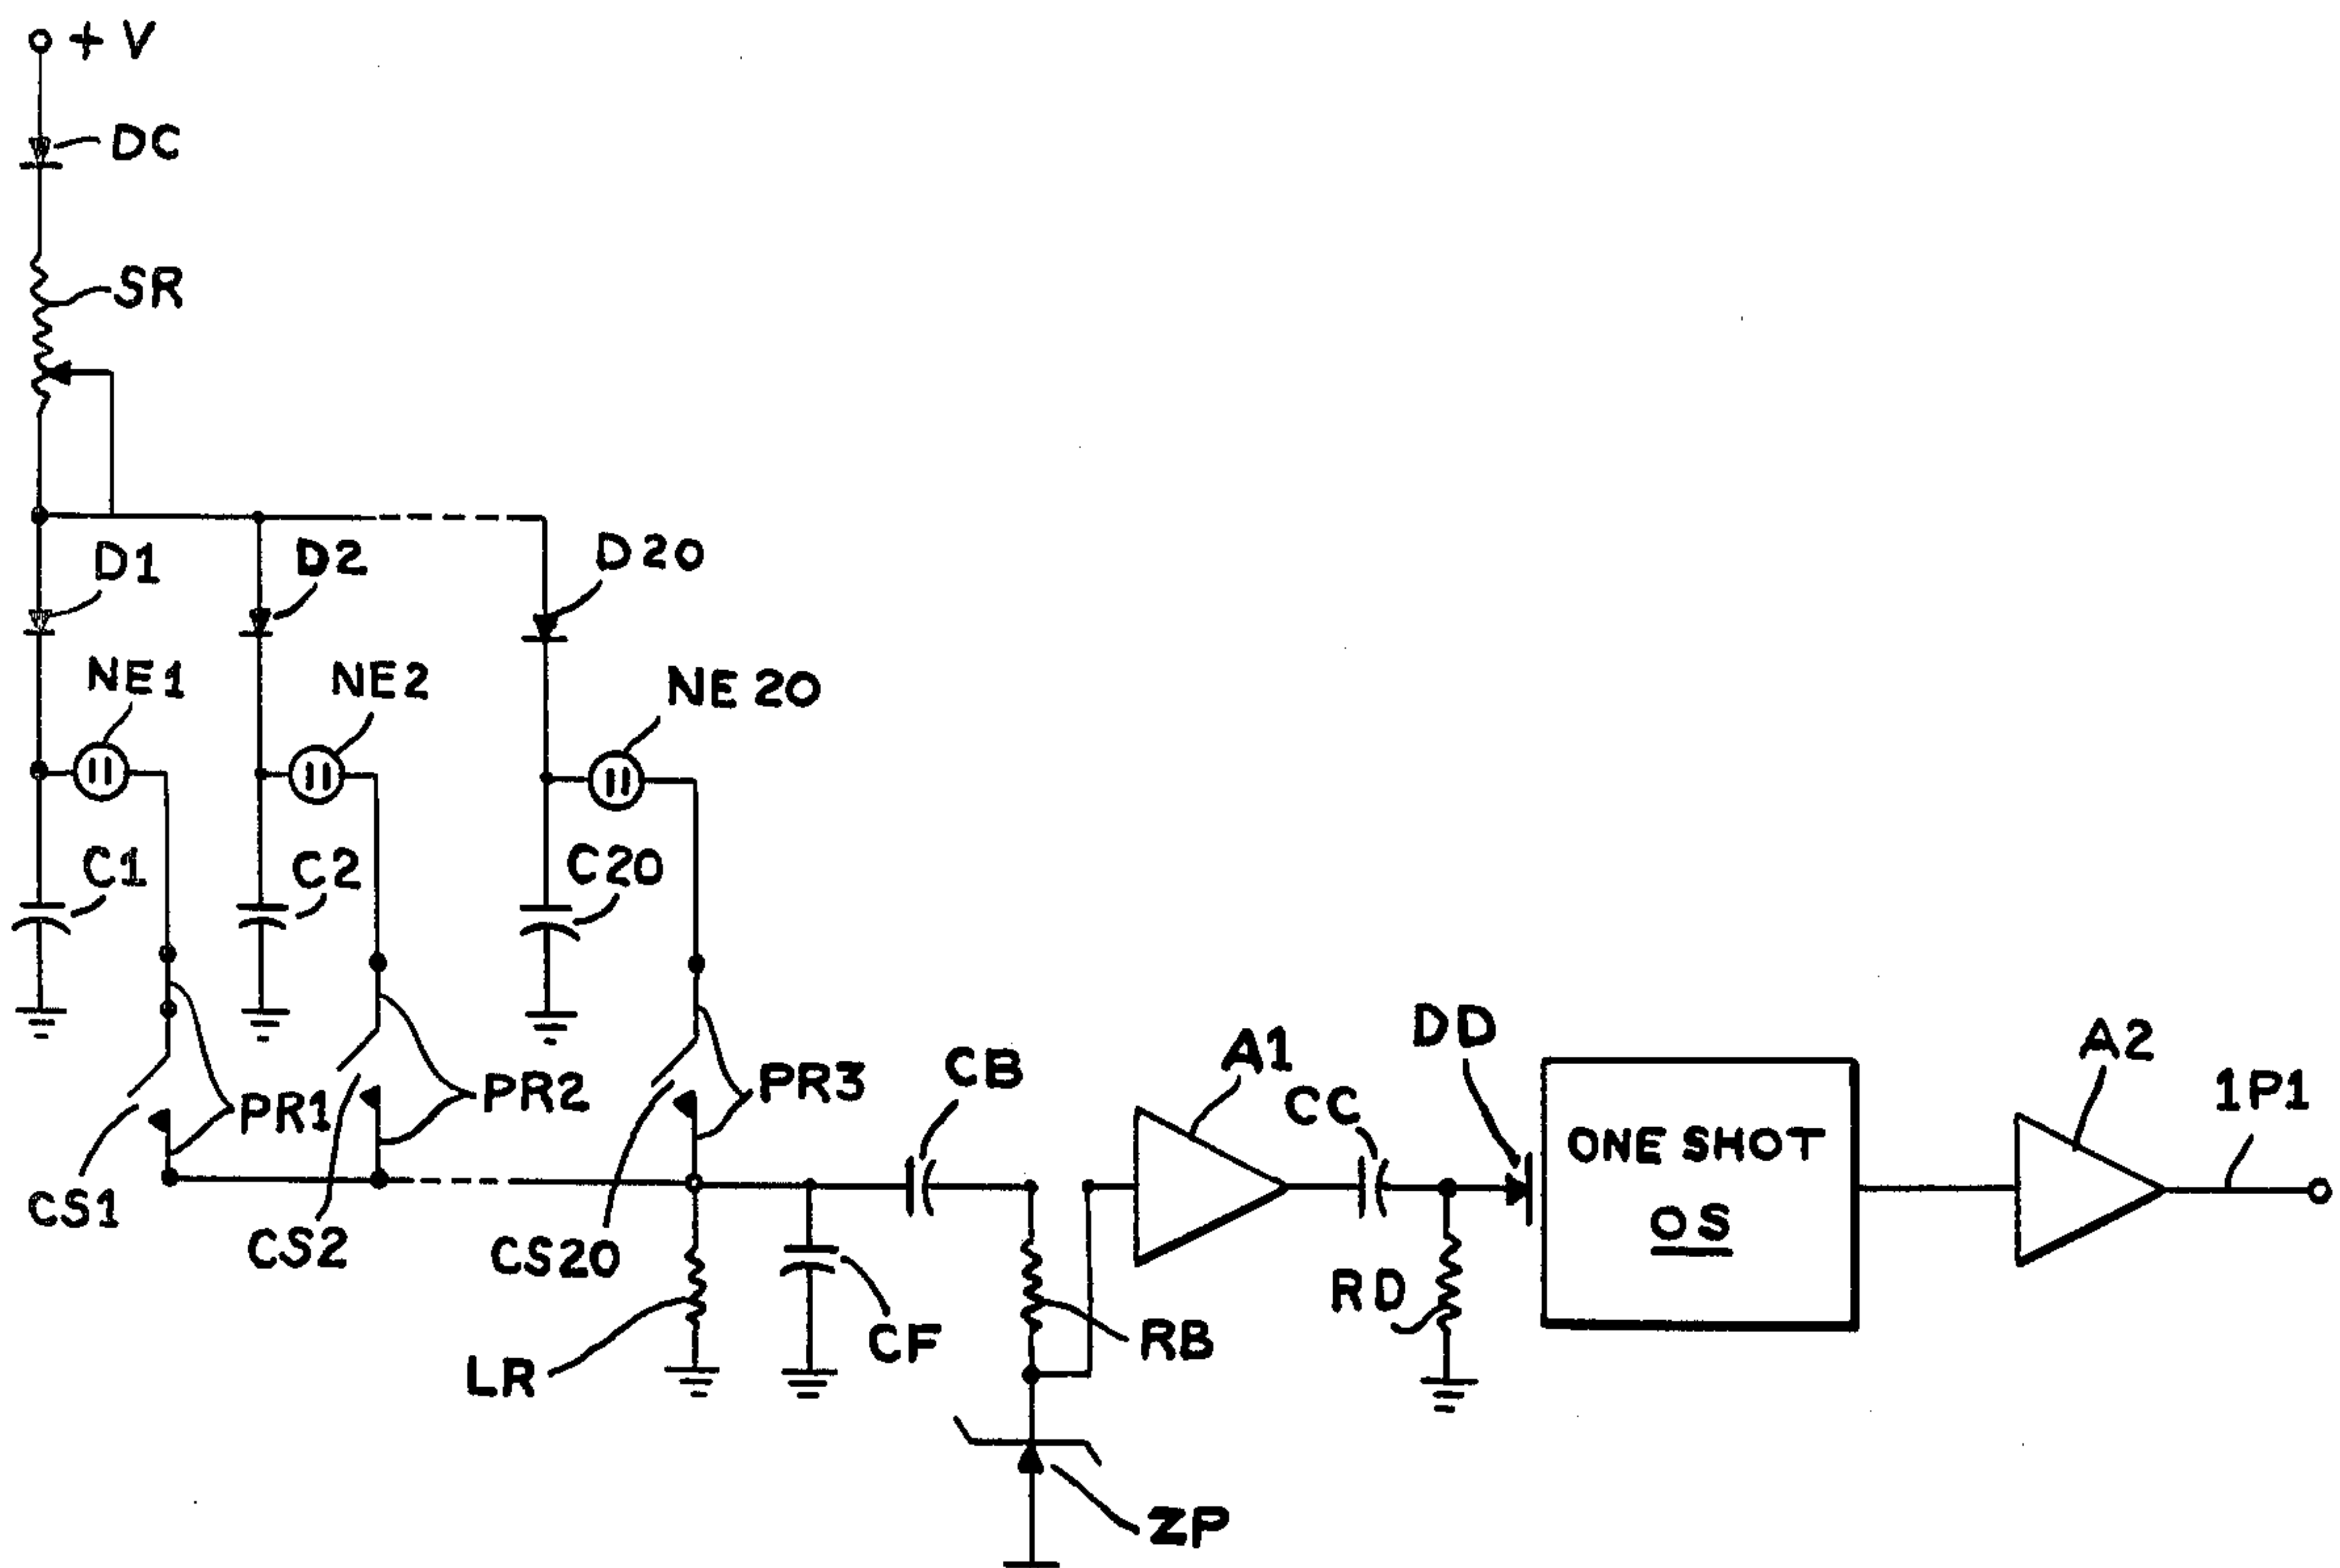 + V
DC
SR
D1
D2
D20
NE1
NE2
NE 20
C1
C2
C20
PR1
PR2
PR3
CS1
CS2
CS20
LR
CF
CB
RB
ZP
A1
CC
DD
RD
ONE SHOT
OS
A2
1P1